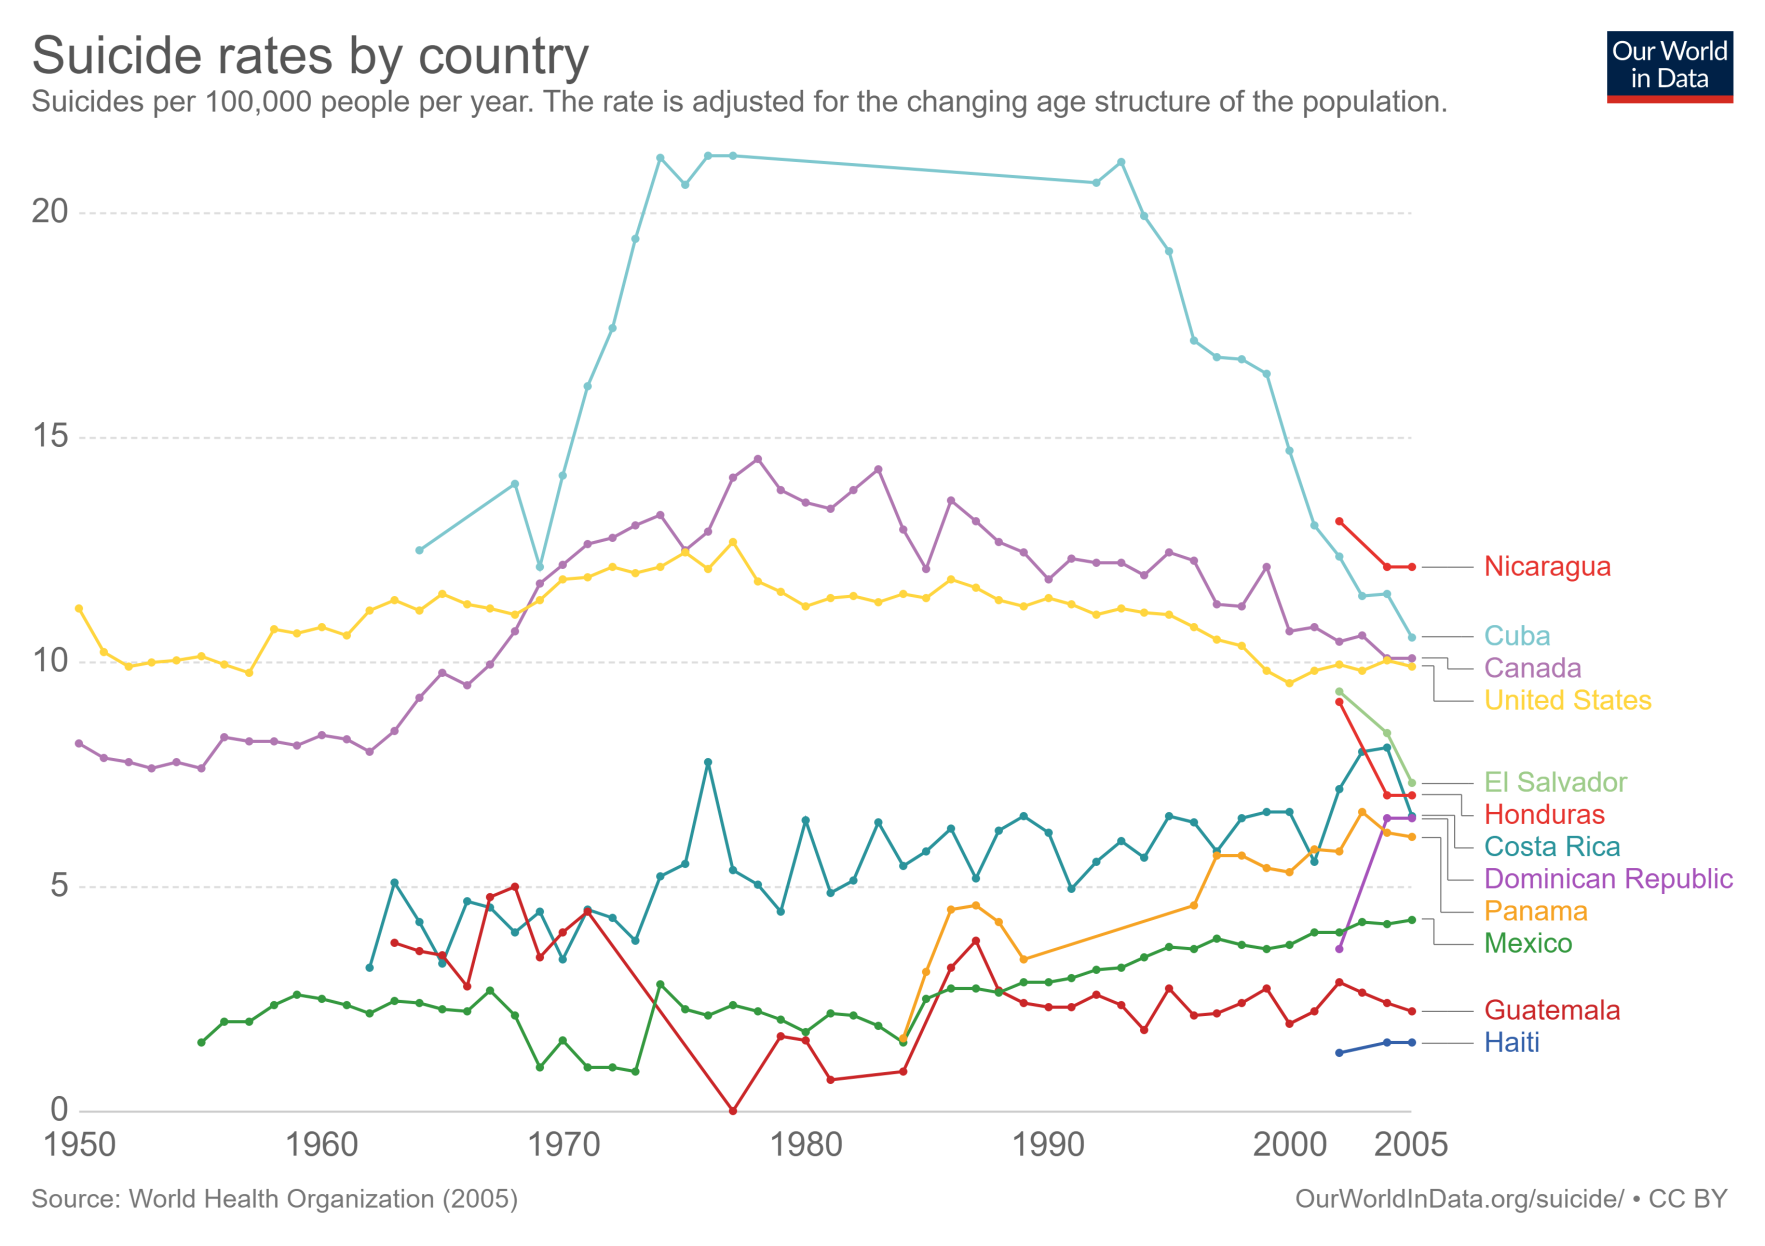 Suicide rates by country
Suicides per 100,000 people per year. The rate is adjusted for the changing age structure of the population.
Our World
in Data
20
15
10
5
0
1950
1960
1970
1980
1990
2000
2005
Nicaragua
Cuba
Canada
United States
El Salvador
Honduras
Costa Rica
Dominican Republic
Panama
Mexico
Guatemala
Haiti
Source: World Health Organization (2005)
OurWorldInData.org/suicide/ • CC BY